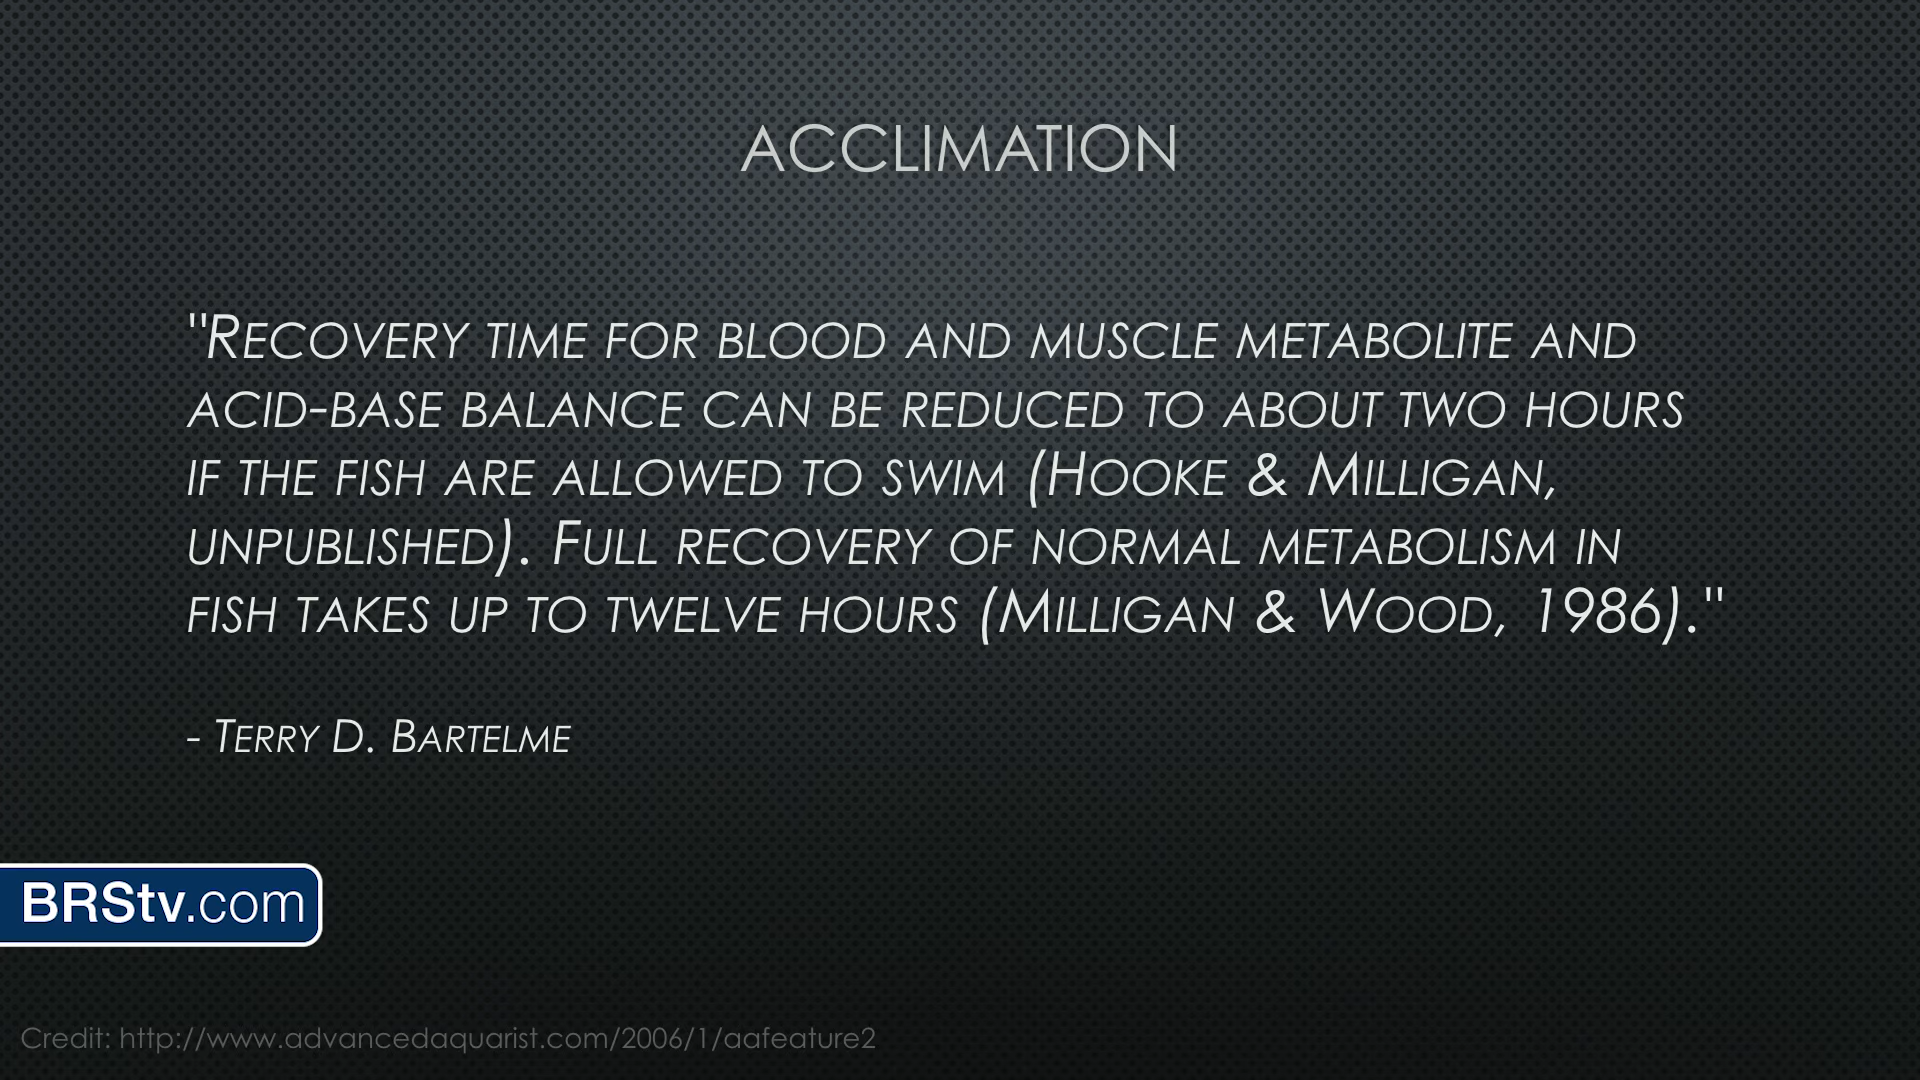 ACCLIMATION
"RECOVERY TIME FOR BLOOD AND MUSCLE METABOLITE AND
ACID-BASE BALANCE CAN BE REDUCED TO ABOUT TWO HOURS
IF THE FISH ARE ALLOWED TO SWIM (HOOKE & MILLIGAN,
UNPUBLISHED). FULL RECOVERY OF NORMAL METABOLISM IN
FISH TAKES UP TO TWELVE HOURS (MILLIGAN & WOOD, 1986)."
- TERRY D. BARTELME
BRStv.com
Credit: http://www.advancedaquarist.com/2006/1/aafeature2